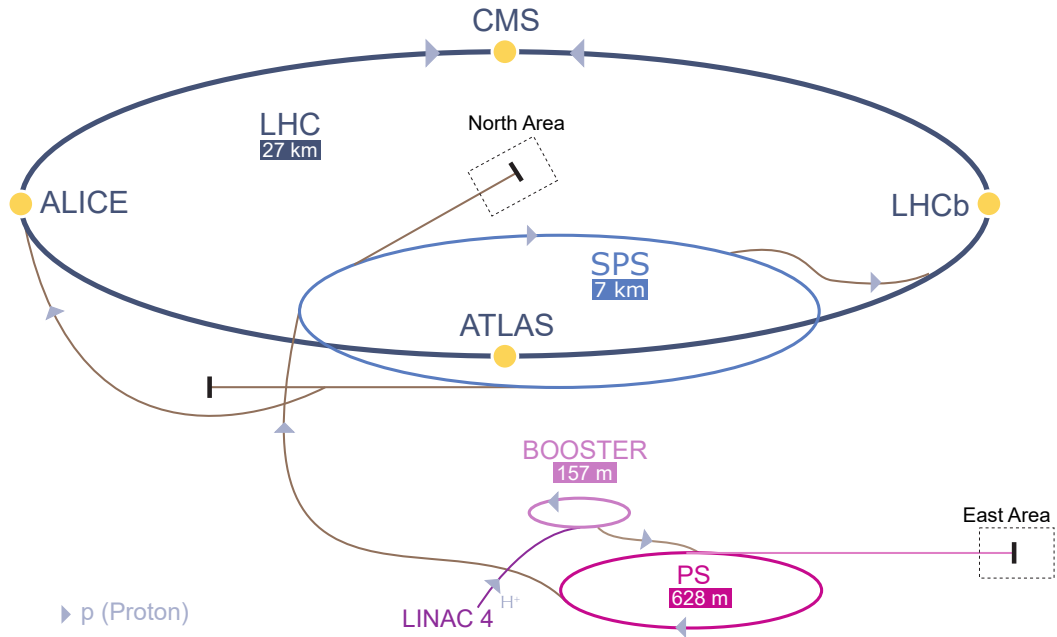 CMS
LHC
27 km
North Area
ALICE
LHCb
SPS
7 km
ATLAS
BOOSTER
157 m
East Area
PS
628 m
H⁺
LINAC 4
p (Proton)